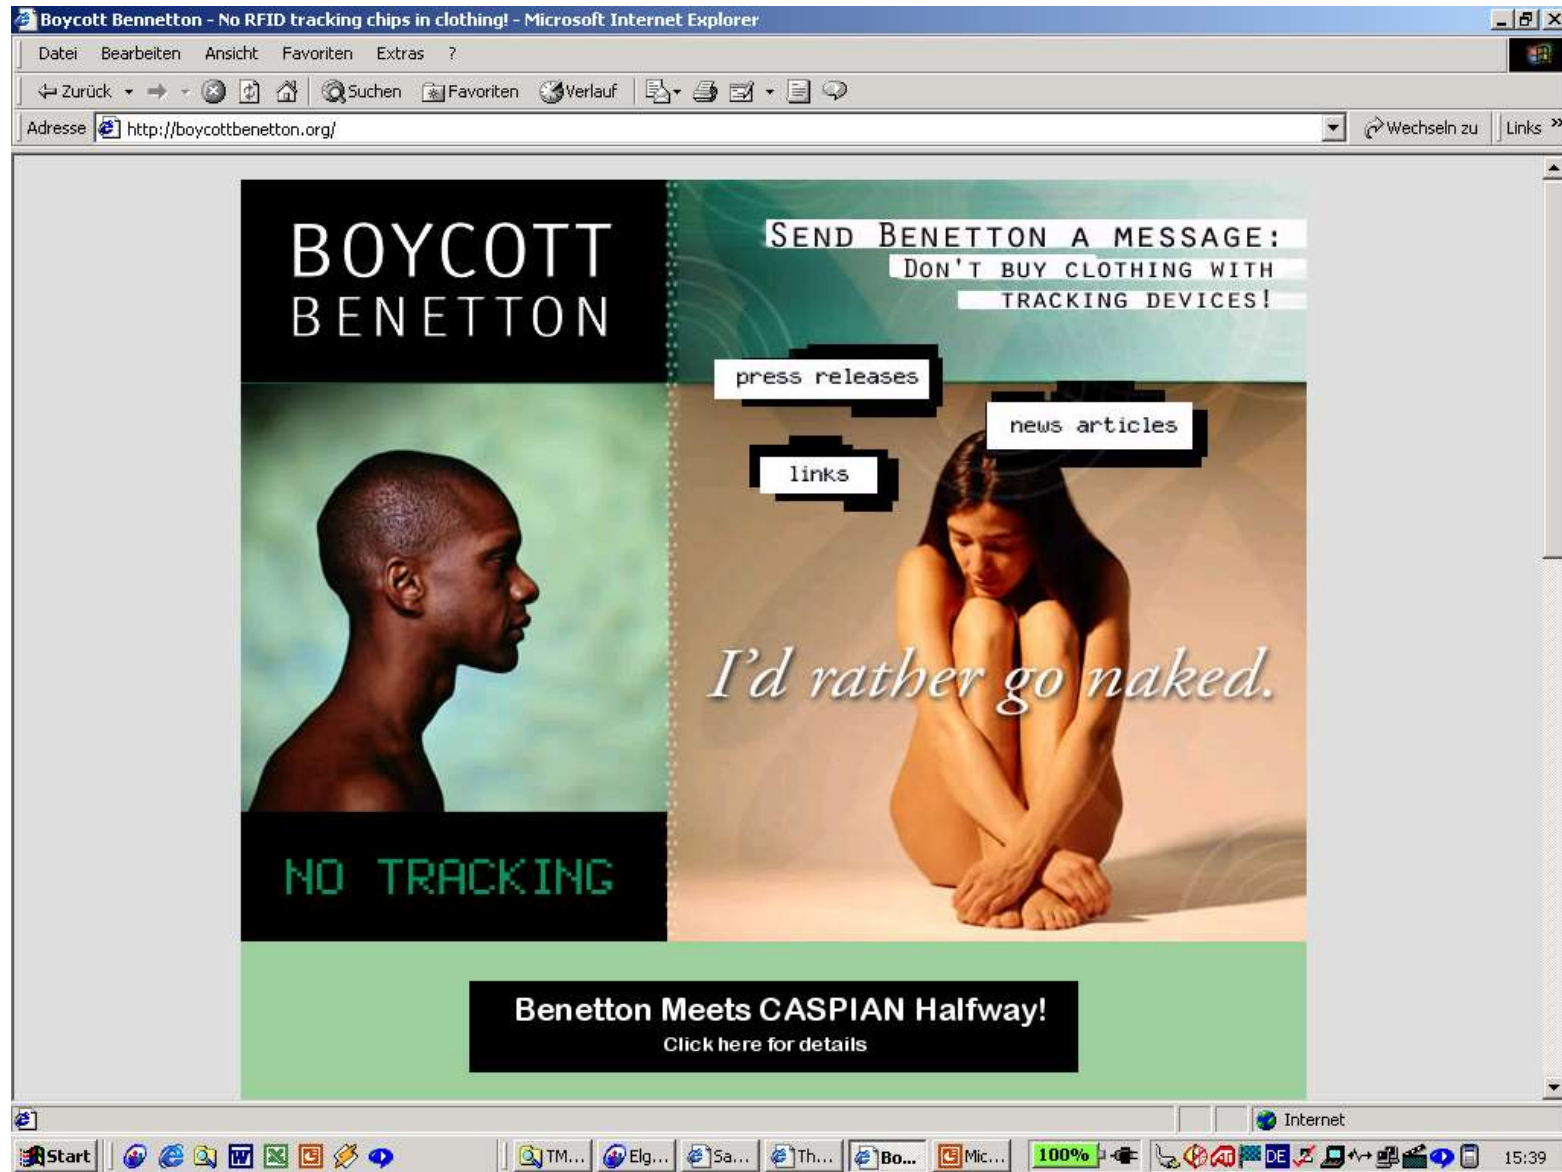 Boycott Bennetton - No RFID tracking chips in clothing! - Microsoft Internet Explorer
Datei Bearbeiten Ansicht Favoriten Extras ?
Zurück Suchen Favoriten Verlauf
Adresse http://boycottbenetton.org/ Wechseln zu Links »
BOYCOTT
BENETTON
SEND BENETTON A MESSAGE:
DON'T BUY CLOTHING WITH
TRACKING DEVICES!
press releases
news articles
links
I'd rather go naked.
NO TRACKING
Benetton Meets CASPIAN Halfway!
Click here for details
Internet
Start TM... Elg... Sa... Th... Bo... Mic... 100% DE 15:39